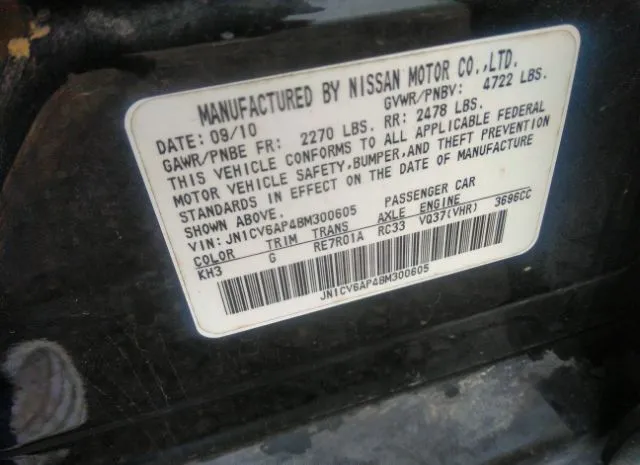 MANUFACTURED BY NISSAN MOTOR CO.,LTD.
DATE: 09/10 GVWR/PNBV: 4722 LBS.
GAWR/PNBE FR: 2270 LBS. RR: 2478 LBS.
THIS VEHICLE CONFORMS TO ALL APPLICABLE FEDERAL
MOTOR VEHICLE SAFETY,BUMPER,AND THEFT PREVENTION
STANDARDS IN EFFECT ON THE DATE OF MANUFACTURE
SHOWN ABOVE.
VIN: JN1CV6AP4BM300605 PASSENGER CAR
COLOR TRIM TRANS AXLE ENGINE
KH3 G RE7R01A RC33 VQ37(VHR) 3696CC
JN1CV6AP4BM300605